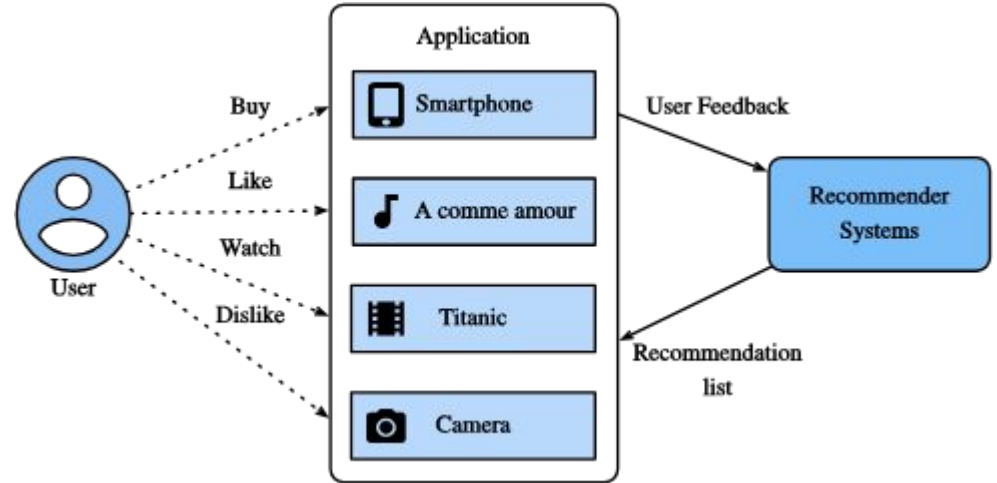 Application
Buy
Smartphone
User Feedback
Like
A comme amour
Recommender
Systems
Watch
User
Dislike
Titanic
Recommendation
list
Camera